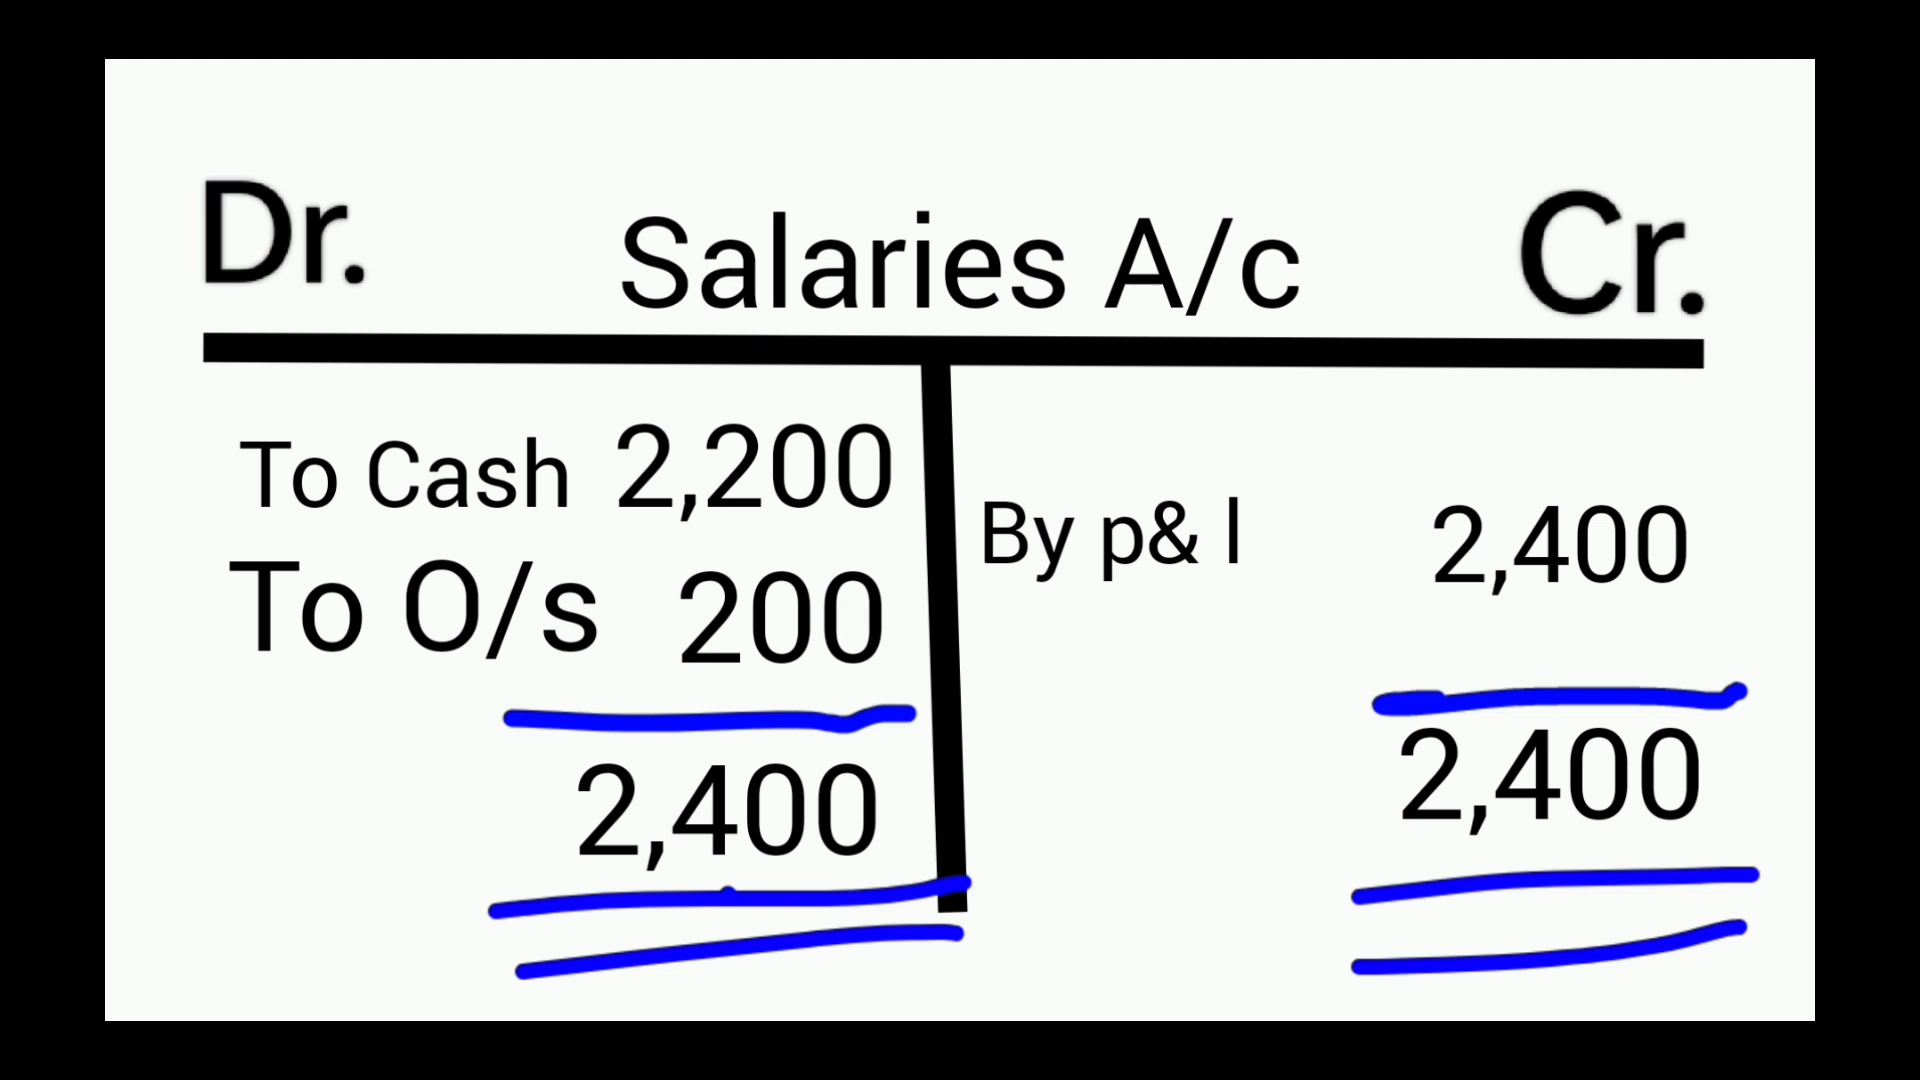 Dr. Salaries A/c Cr.
To Cash 2,200
To O/s 200
2,400
By p& l 2,400
2,400